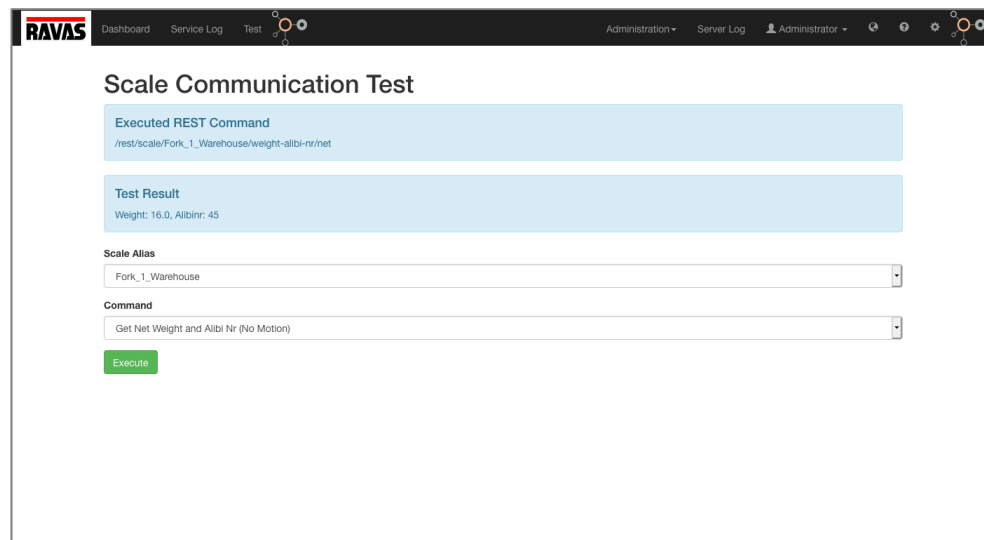 RAVAS Dashboard Service Log Test Administration Server Log Administrator
Scale Communication Test
Executed REST Command
/rest/scale/Fork_1_Warehouse/weight-alibi-nr/net
Test Result
Weight: 16.0, Alibinr: 45
Scale Alias
Fork_1_Warehouse
Command
Get Net Weight and Alibi Nr (No Motion)
Execute